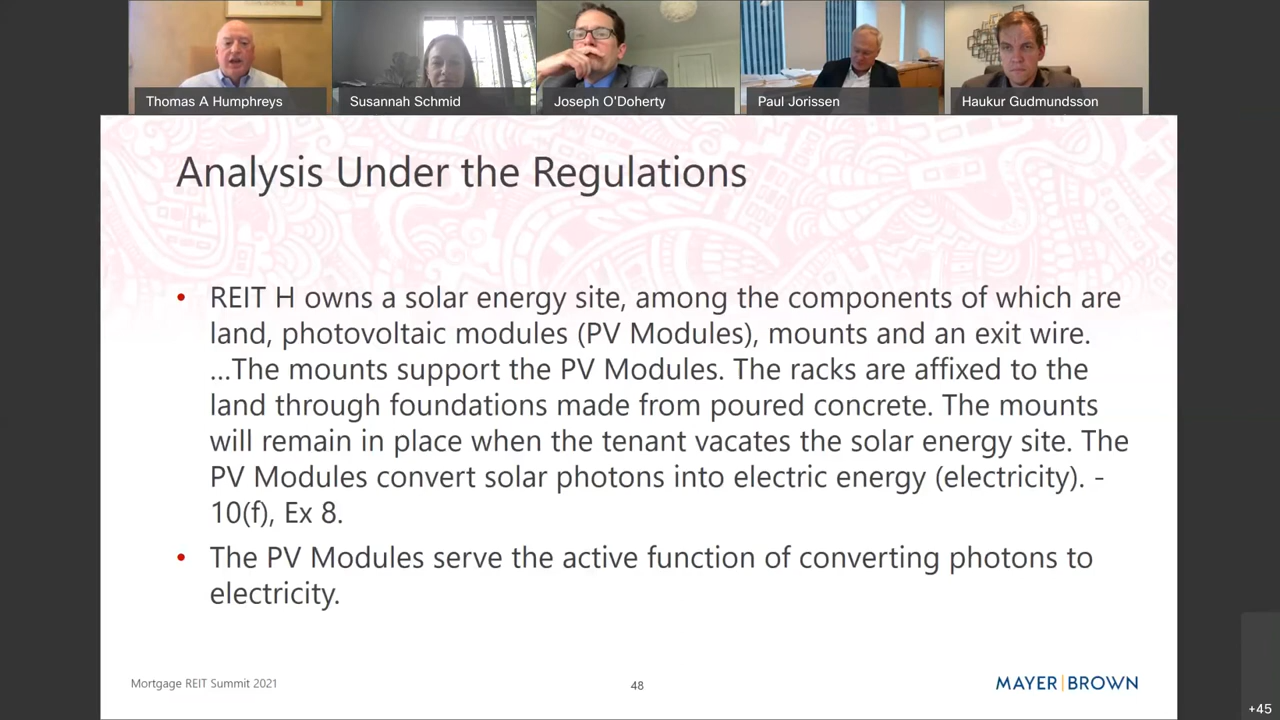 Thomas A Humphreys
Susannah Schmid
Joseph O'Doherty
Paul Jorissen
Haukur Gudmundsson
Analysis Under the Regulations
• REIT H owns a solar energy site, among the components of which are
land, photovoltaic modules (PV Modules), mounts and an exit wire.
...The mounts support the PV Modules. The racks are affixed to the
land through foundations made from poured concrete. The mounts
will remain in place when the tenant vacates the solar energy site. The
PV Modules convert solar photons into electric energy (electricity). -
10(f), Ex 8.
• The PV Modules serve the active function of converting photons to
electricity.
Mortgage REIT Summit 2021
48
MAYER|BROWN
+45